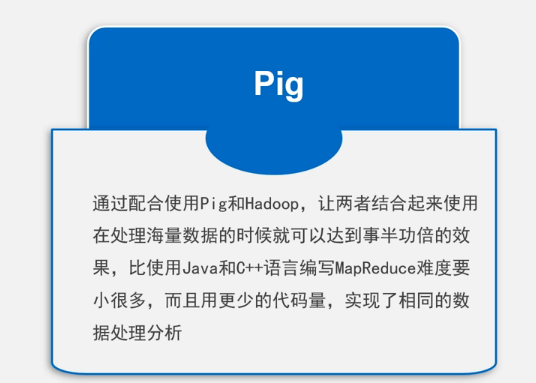 Pig
通过配合使用Pig和Hadoop，让两者结合起来使用
在处理海量数据的时候就可以达到事半功倍的效
果，比使用Java和C++语言编写MapReduce难度要
小很多，而且用更少的代码量，实现了相同的数
据处理分析